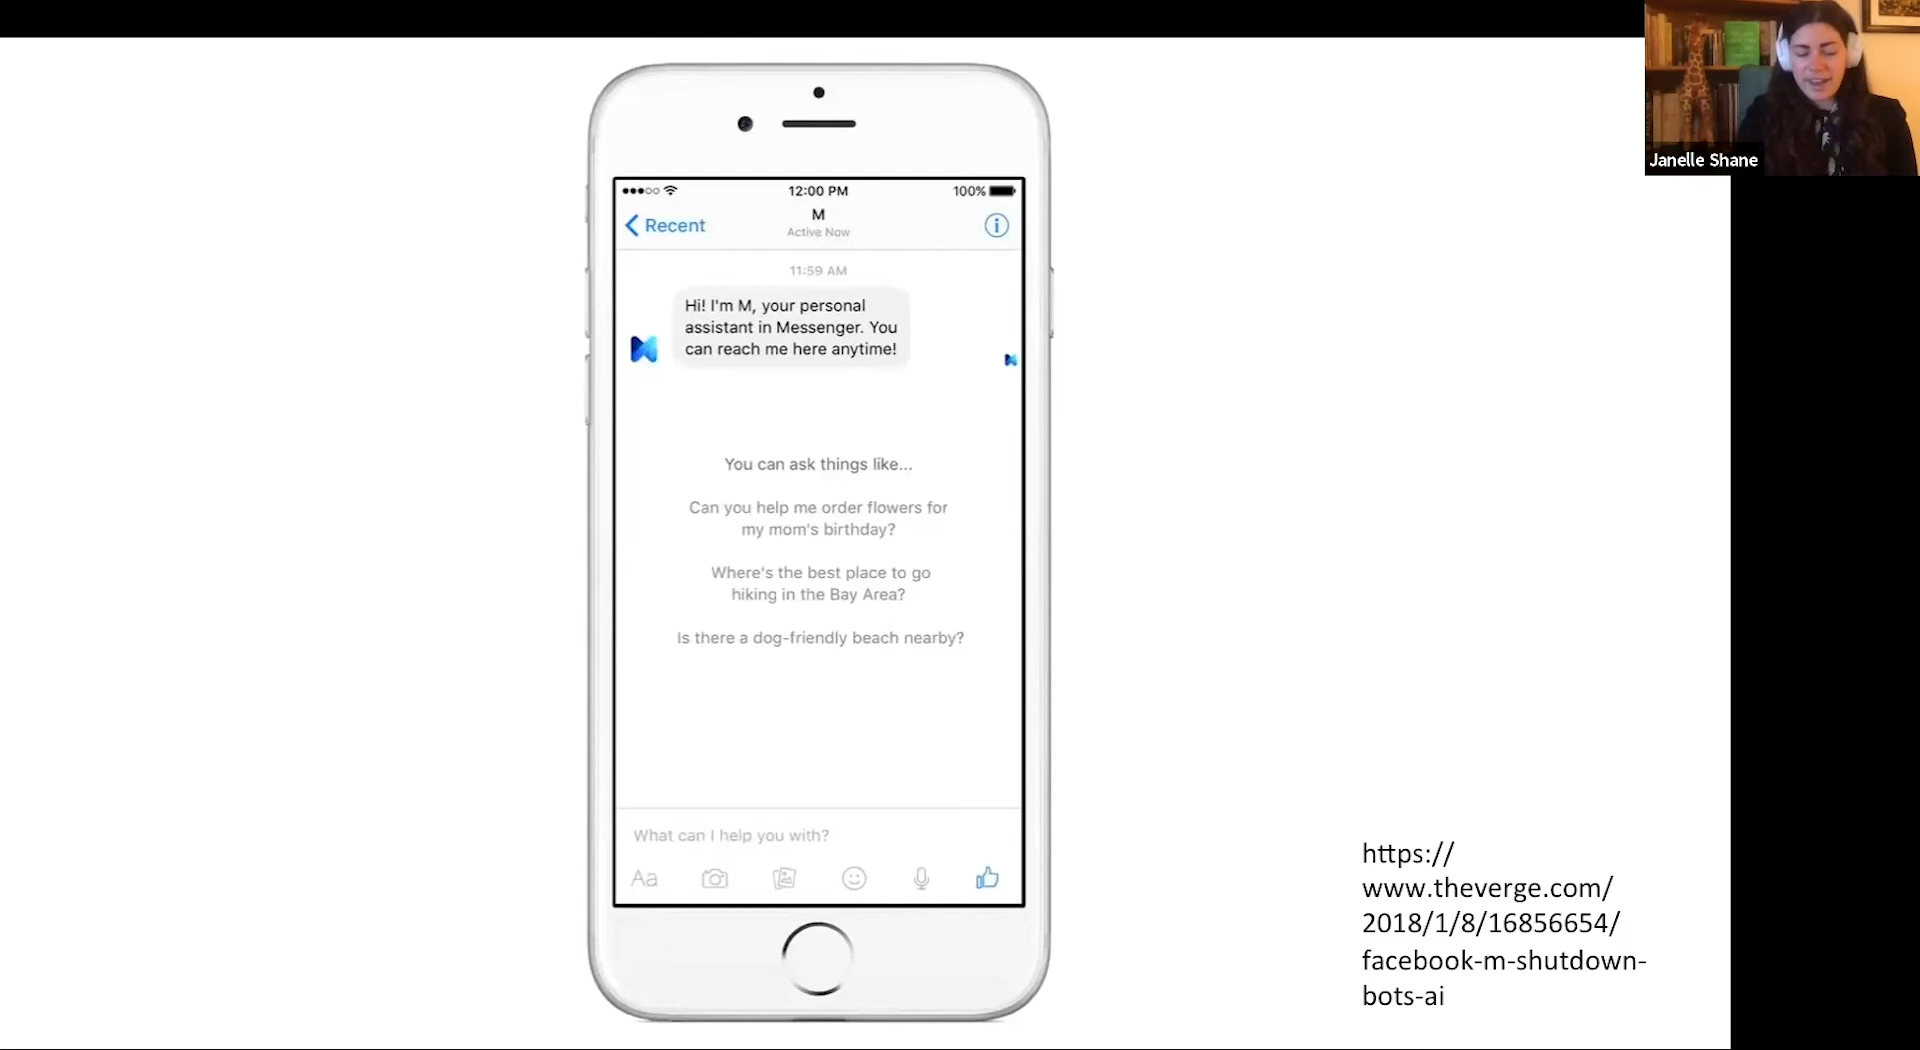 Janelle Shane
12:00 PM
100%
Recent
M
Active Now
11:59 AM
Hi! I'm M, your personal
assistant in Messenger. You
can reach me here anytime!
You can ask things like...
Can you help me order flowers for
my mom's birthday?
Where's the best place to go
hiking in the Bay Area?
Is there a dog-friendly beach nearby?
What can I help you with?
Aa
https://
www.theverge.com/
2018/1/8/16856654/
facebook-m-shutdown-
bots-ai